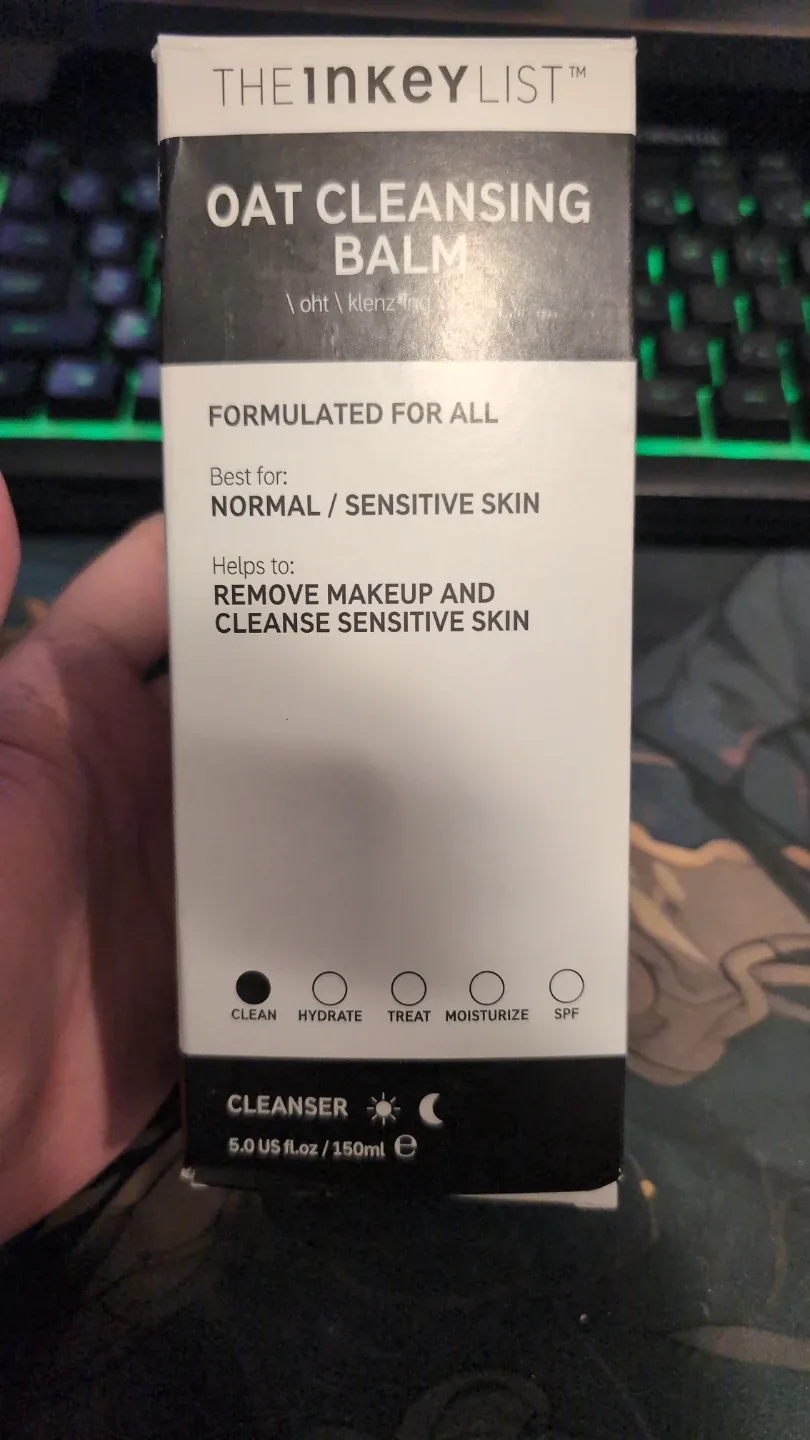 THE INKEY LIST™
OAT CLEANSING
BALM
\ oht \ klenz-ing
FORMULATED FOR ALL
Best for:
NORMAL / SENSITIVE SKIN
Helps to:
REMOVE MAKEUP AND
CLEANSE SENSITIVE SKIN
CLEAN HYDRATE TREAT MOISTURIZE SPF
CLEANSER
5.0 US fl.oz / 150ml ℮